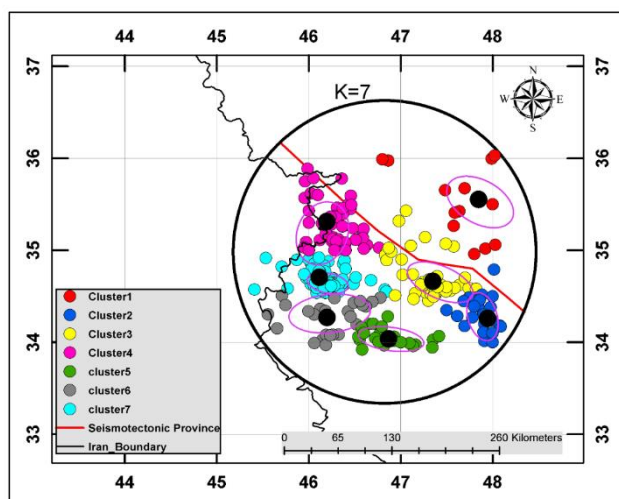 44 45 46 47 48
37 37
K=7
N
W E
S
36 36
35 35
Cluster1
Cluster2
Cluster3
Cluster4
cluster5
cluster6
cluster7
Seismotectonic Province
Iran_Boundary
34 34
0 65 130 260 Kilometers
33 33
44 45 46 47 48